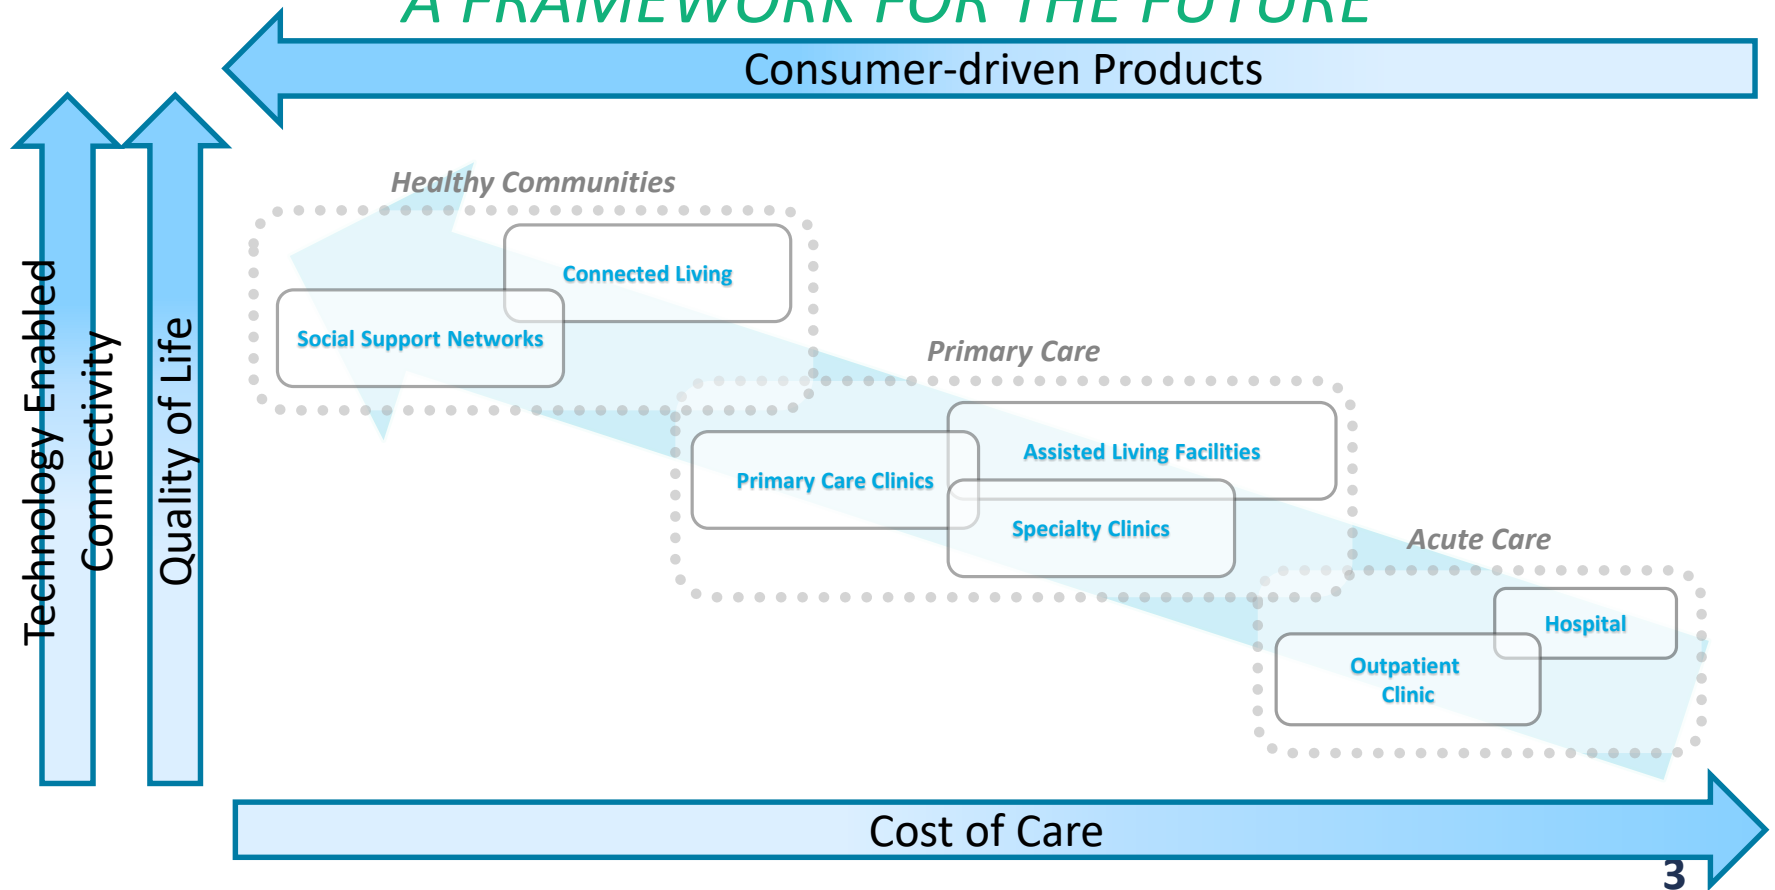 A FRAMEWORK FOR THE FUTURE
Consumer-driven Products
Technology Enabled
Connectivity
Quality of Life
Healthy Communities
Connected Living
Social Support Networks
Primary Care
Assisted Living Facilities
Primary Care Clinics
Specialty Clinics
Acute Care
Hospital
Outpatient
Clinic
Cost of Care
3